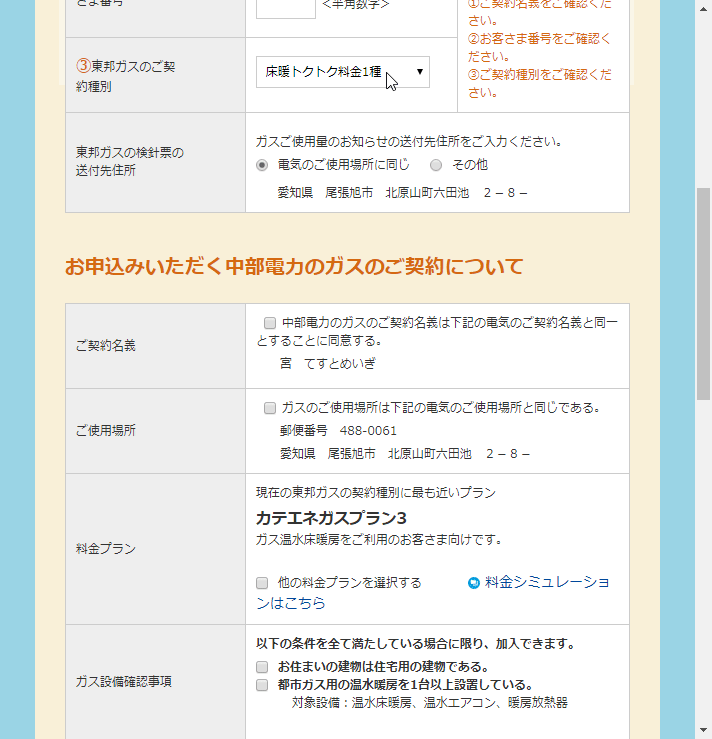 さま番号
<半角数字>
①ご契約名義をご確認ください。
②お客さま番号をご確認ください。
③ご契約種別をご確認ください。
③東邦ガスのご契
約種別
床暖トクトク料金1種
東邦ガスの検針票の
送付先住所
ガスご使用量のお知らせの送付先住所をご入力ください。
電気のご使用場所に同じ その他
愛知県 尾張旭市 北原山町六田池 2－8－
お申込みいただく中部電力のガスのご契約について
ご契約名義
中部電力のガスのご契約名義は下記の電気のご契約名義と同一
とすることに同意する。
宮 てすとめいぎ
ご使用場所
ガスのご使用場所は下記の電気のご使用場所と同じである。
郵便番号 488-0061
愛知県 尾張旭市 北原山町六田池 2－8－
料金プラン
現在の東邦ガスの契約種別に最も近いプラン
カテエネガスプラン3
ガス温水床暖房をご利用のお客さま向けです。
他の料金プランを選択する 料金シミュレーショ
ンはこちら
ガス設備確認事項
以下の条件を全て満たしている場合に限り、加入できます。
お住まいの建物は住宅用の建物である。
都市ガス用の温水暖房を1台以上設置している。
対象設備：温水床暖房、温水エアコン、暖房放熱器